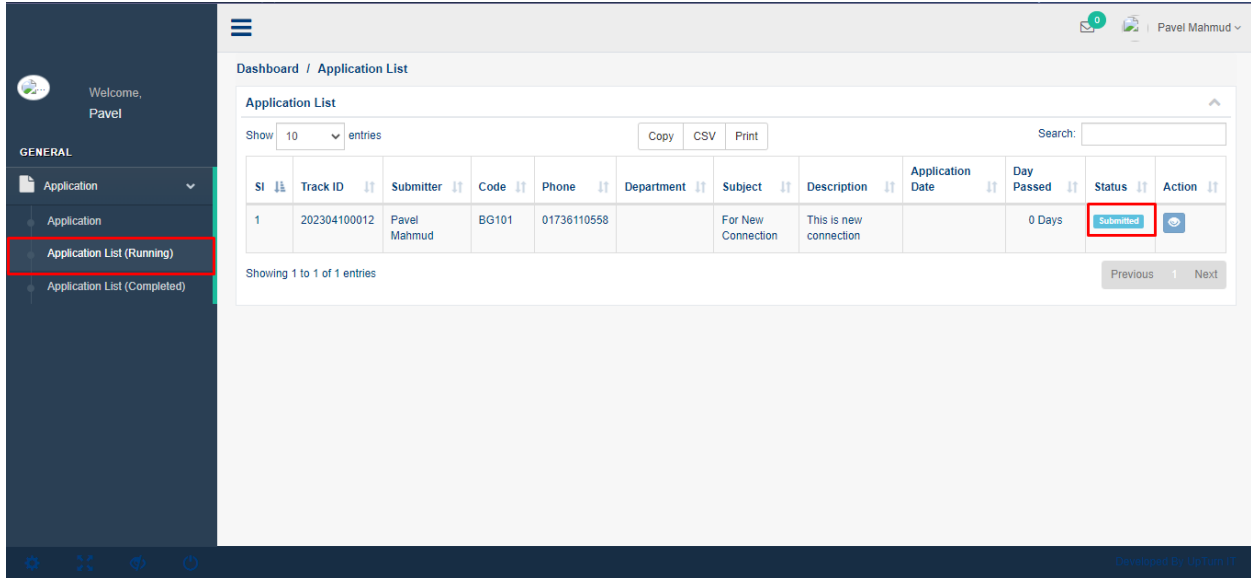 0
Pavel Mahmud
Dashboard / Application List
Welcome,
Pavel
GENERAL
Application
Application
Application List (Running)
Application List (Completed)
Application List
Show 10 entries
Copy CSV Print
Search:
Sl Track ID Submitter Code Phone Department Subject Description Application Date Day Passed Status Action
1 202304100012 Pavel Mahmud BG101 01736110558 For New Connection This is new connection 0 Days Submitted
Showing 1 to 1 of 1 entries
Previous 1 Next
Developed By